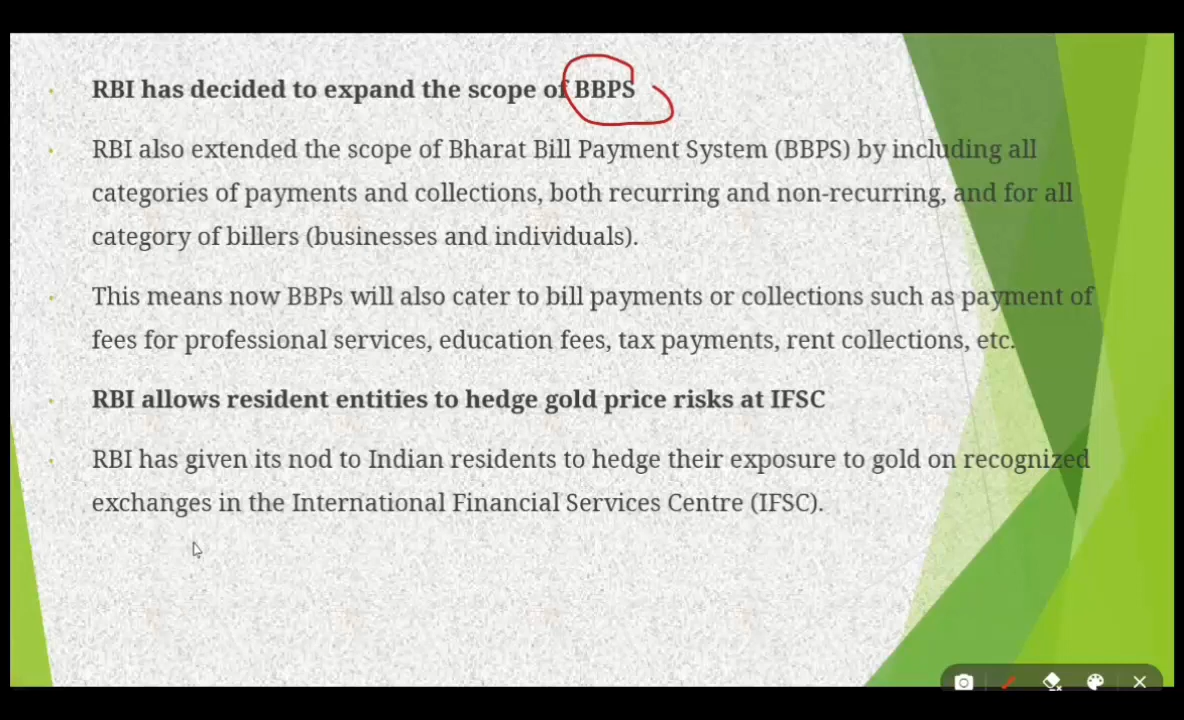 RBI has decided to expand the scope of BBPS
RBI also extended the scope of Bharat Bill Payment System (BBPS) by including all
categories of payments and collections, both recurring and non-recurring, and for all
category of billers (businesses and individuals).
This means now BBPs will also cater to bill payments or collections such as payment of
fees for professional services, education fees, tax payments, rent collections, etc.
RBI allows resident entities to hedge gold price risks at IFSC
RBI has given its nod to Indian residents to hedge their exposure to gold on recognized
exchanges in the International Financial Services Centre (IFSC).